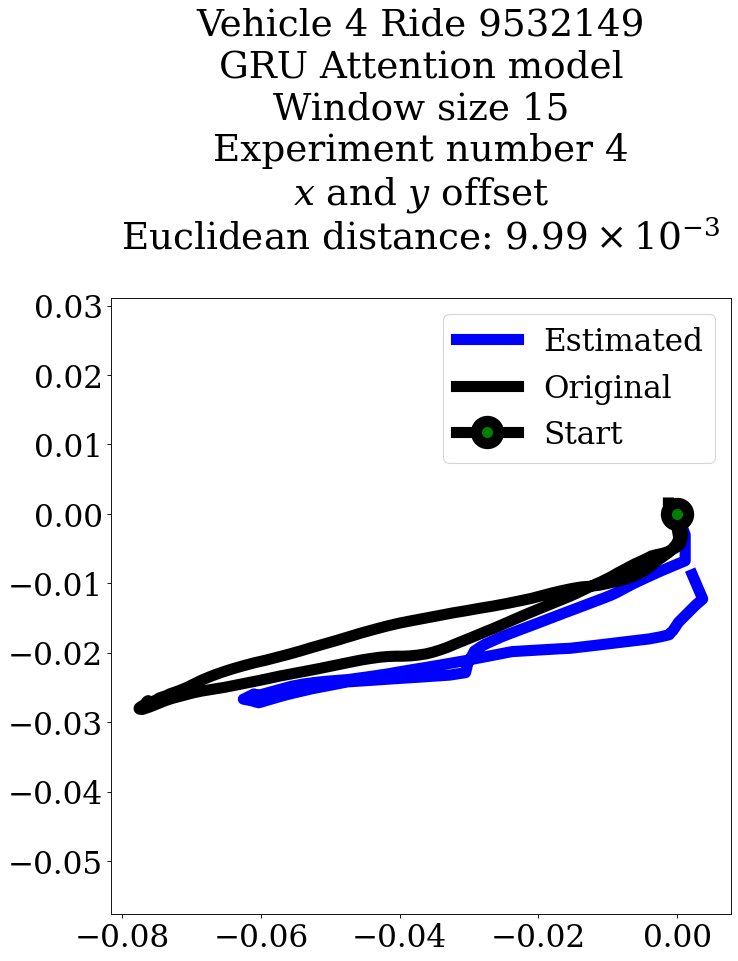 Vehicle 4 Ride 9532149
GRU Attention model
Window size 15
Experiment number 4
x and y offset
Euclidean distance: 9.99 × 10⁻³
0.03
0.02
0.01
0.00
−0.01
−0.02
−0.03
−0.04
−0.05
Estimated
Original
Start
−0.08 −0.06 −0.04 −0.02 0.00